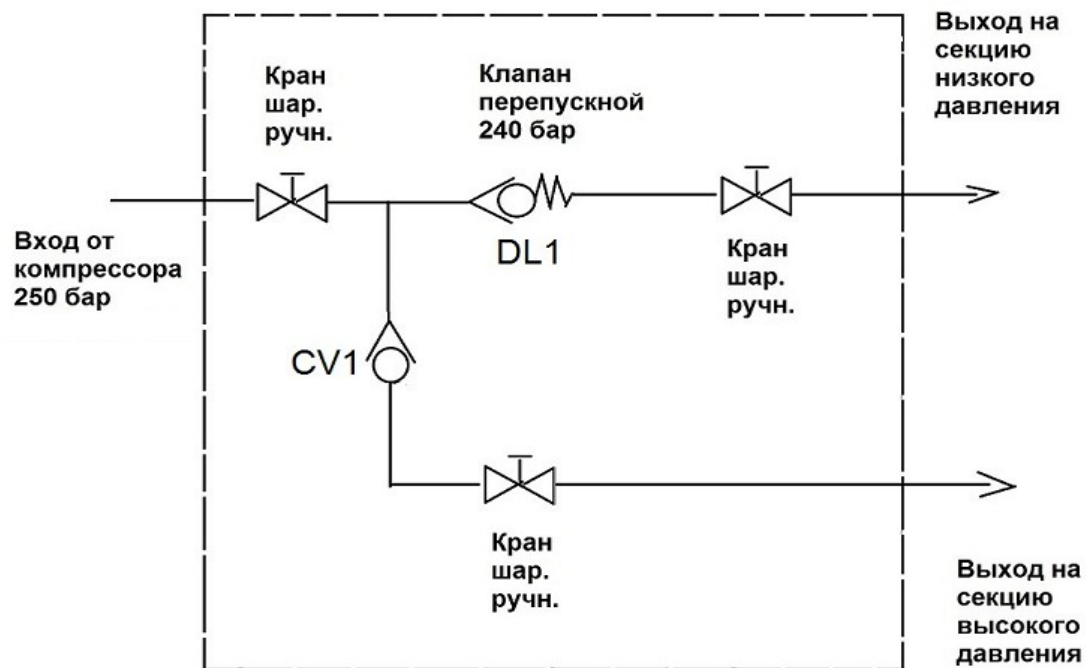 Выход на
секцию
низкого
давления
Кран
шар.
ручн.
Клапан
перепускной
240 бар
Вход от
компрессора
250 бар
DL1
Кран
шар.
ручн.
CV1
Кран
шар.
ручн.
Выход на
секцию
высокого
давления